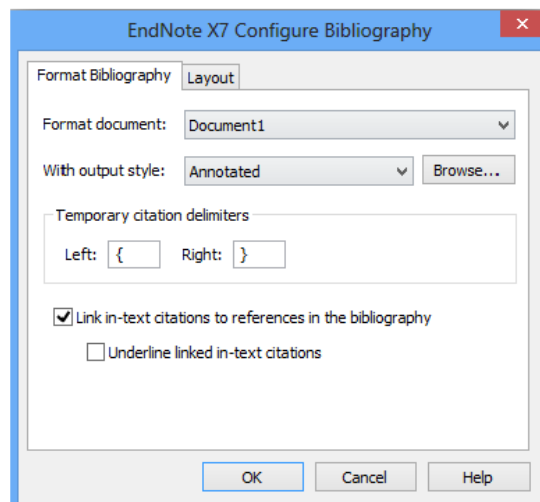 EndNote X7 Configure Bibliography
Format Bibliography Layout
Format document: Document1
With output style: Annotated Browse...
Temporary citation delimiters
Left: { Right: }
Link in-text citations to references in the bibliography
Underline linked in-text citations
OK Cancel Help